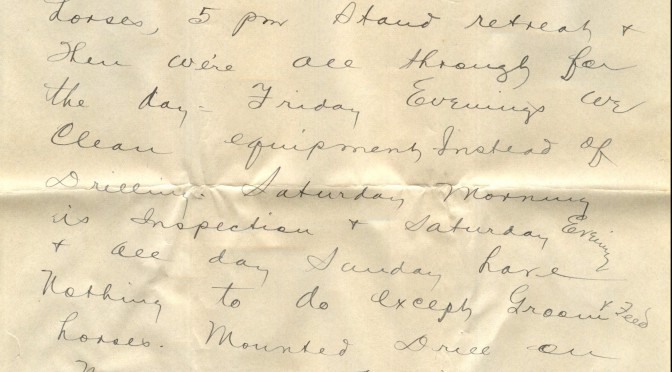 horses, 5 pm Stand retreat +
Then we're all through for
the day - Friday Evenings we
Clean equipment Instead of
Drilling. Saturday Morning
is Inspection + Saturday Evening
+ all day Sunday have
Nothing to do except Groom + Feed
horses. Mounted Drill on